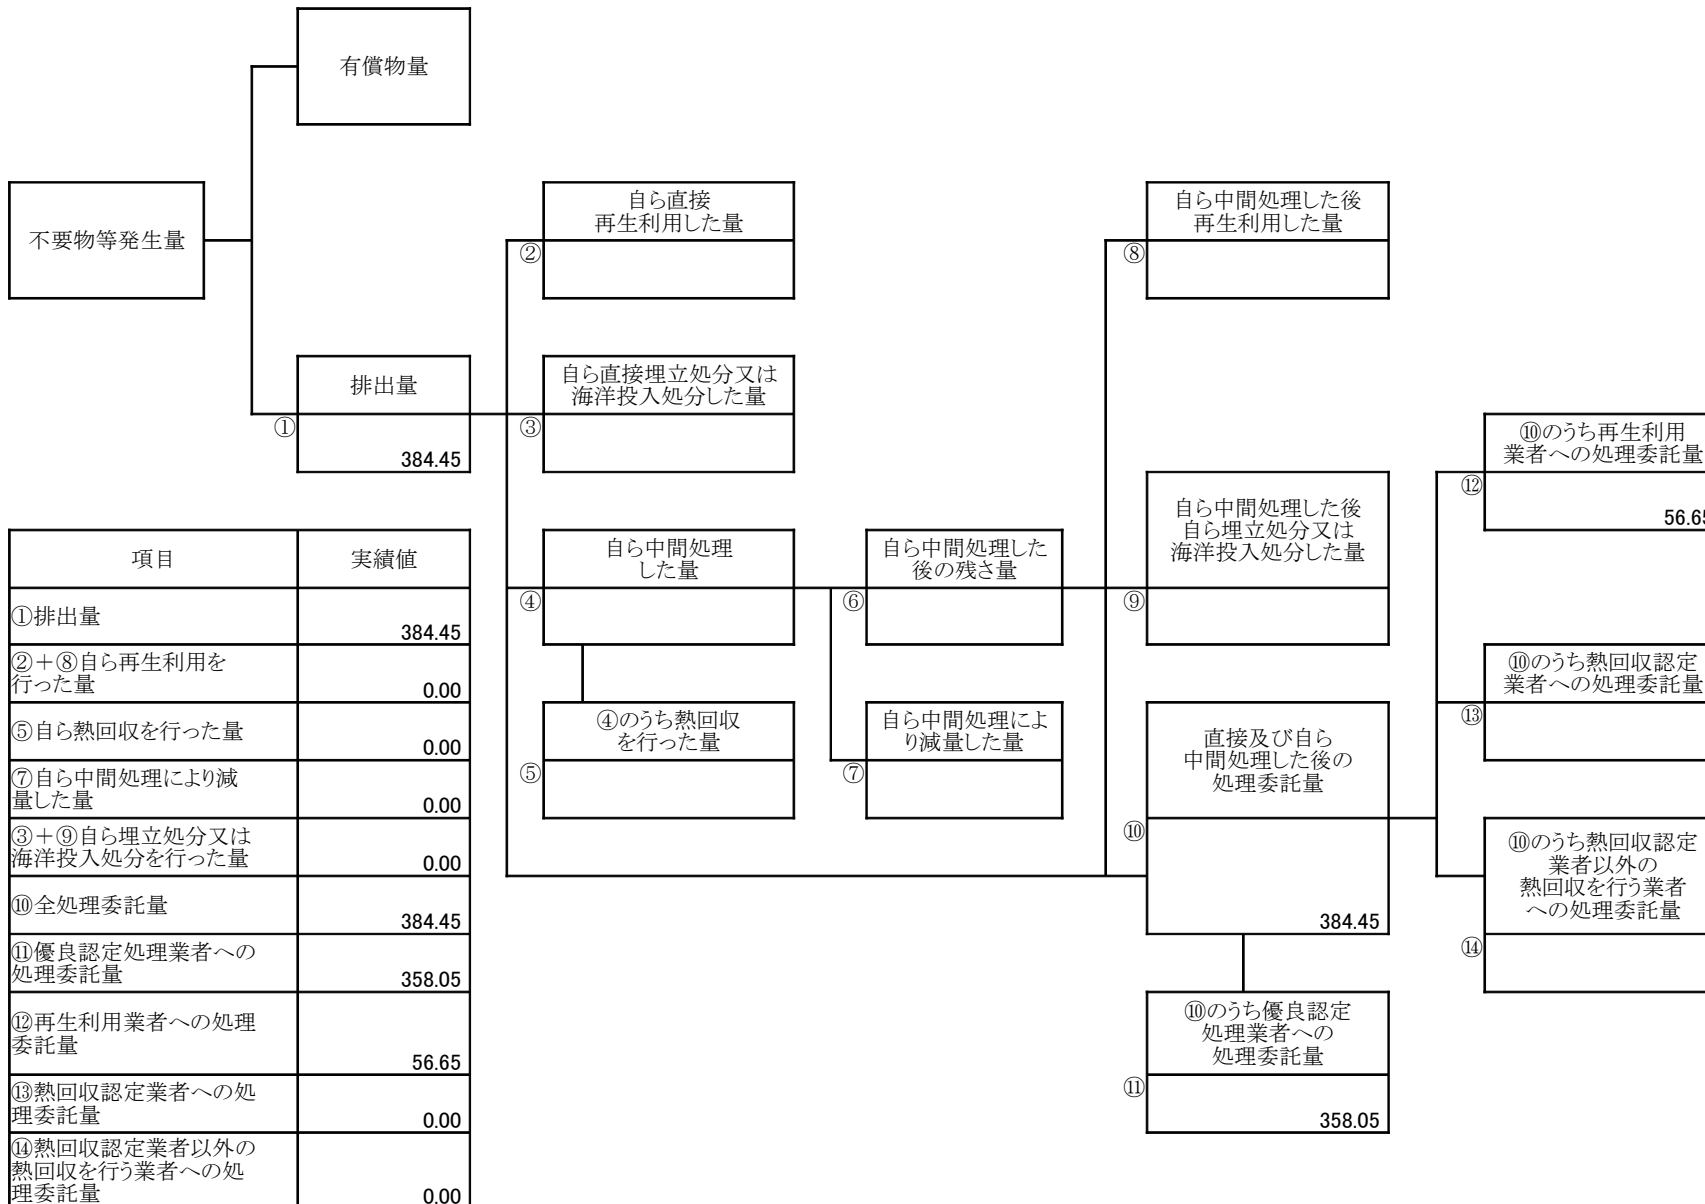 有償物量
不要物等発生量
自ら直接
再生利用した量
②
自ら中間処理した後
再生利用した量
⑧
排出量
①
384.45
自ら直接埋立処分又は
海洋投入処分した量
③
⑩のうち再生利用
業者への処理委託量
⑫
56.65
自ら中間処理
した量
④
自ら中間処理した
後の残さ量
⑥
自ら中間処理した後
自ら埋立処分又は
海洋投入処分した量
⑨
⑩のうち熱回収認定
業者への処理委託量
⑬
④のうち熱回収
を行った量
⑤
自ら中間処理によ
り減量した量
⑦
直接及び自ら
中間処理した後の
処理委託量
⑩
384.45
⑩のうち熱回収認定
業者以外の
熱回収を行う業者
への処理委託量
⑭
⑩のうち優良認定
処理業者への
処理委託量
⑪
358.05
項目 実績値
①排出量
384.45
②＋⑧自ら再生利用を
行った量
0.00
⑤自ら熱回収を行った量
0.00
⑦自ら中間処理により減
量した量
0.00
③＋⑨自ら埋立処分又は
海洋投入処分を行った量
0.00
⑩全処理委託量
384.45
⑪優良認定処理業者への
処理委託量
358.05
⑫再生利用業者への処理
委託量
56.65
⑬熱回収認定業者への処
理委託量
0.00
⑭熱回収認定業者以外の
熱回収を行う業者への処
理委託量
0.00